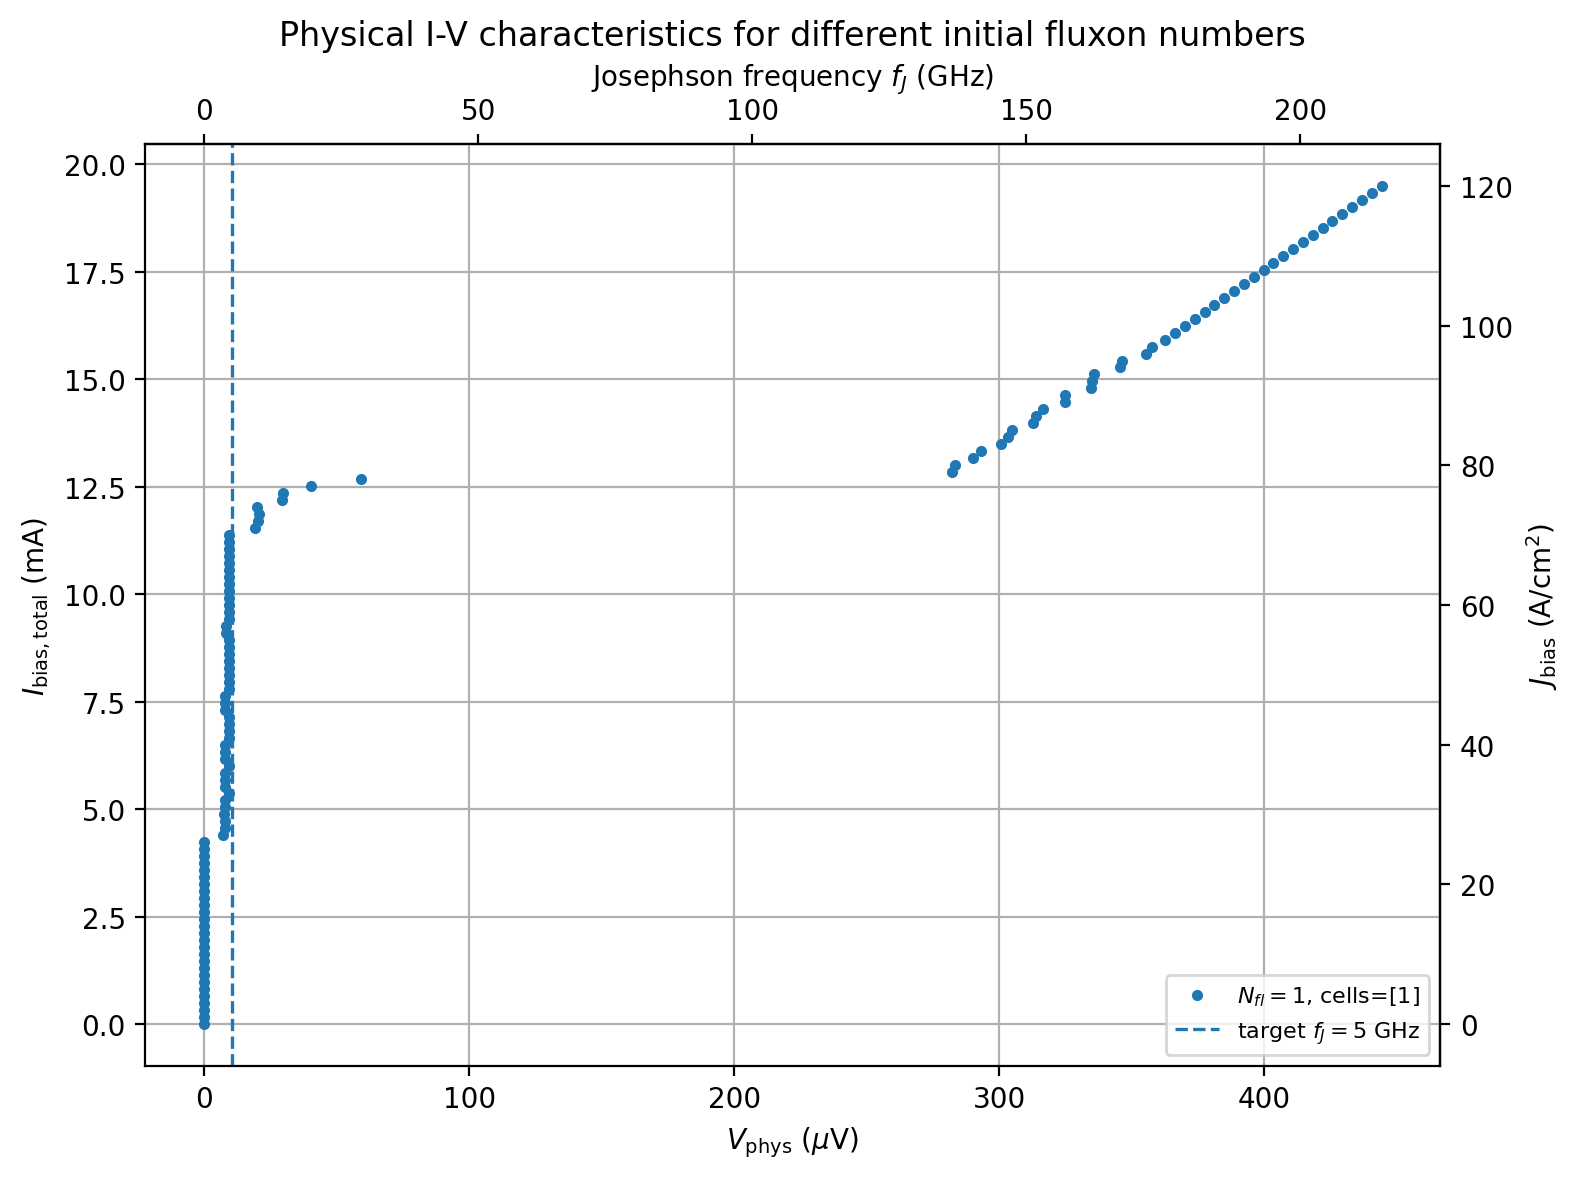 Physical I-V characteristics for different initial fluxon numbers
Josephson frequency f_J (GHz)
0 50 100 150 200
20.0
17.5
15.0
12.5
10.0
7.5
5.0
2.5
0.0
I_bias, total (mA)
120
100
80
60
40
20
0
J_bias (A/cm²)
N_fl = 1, cells=[1]
target f_J = 5 GHz
0 100 200 300 400
V_phys (μV)